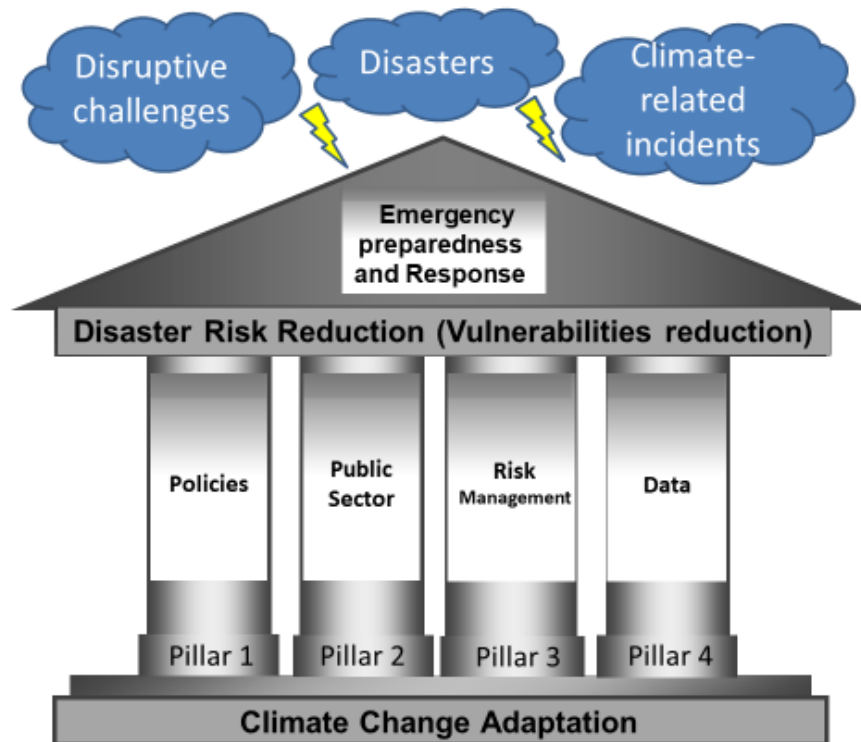 Disruptive
challenges
Disasters
Climate-
related
incidents
Emergency
preparedness
and Response
Disaster Risk Reduction (Vulnerabilities reduction)
Policies
Public
Sector
Risk
Management
Data
Pillar 1
Pillar 2
Pillar 3
Pillar 4
Climate Change Adaptation